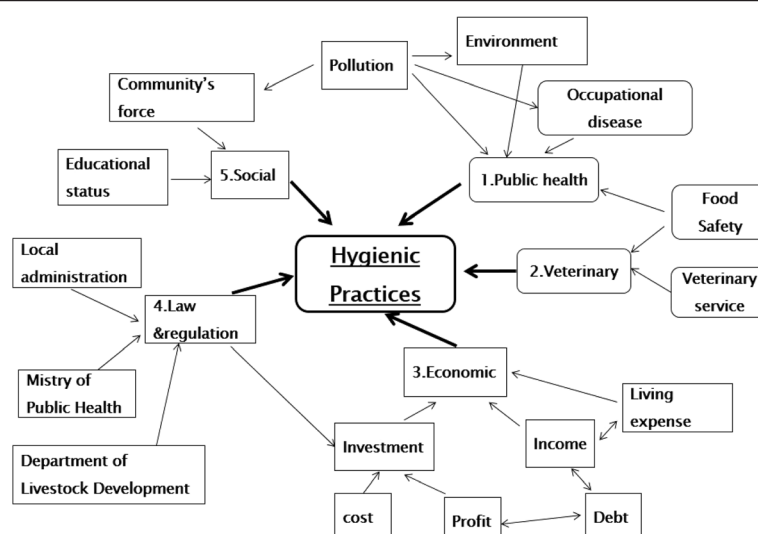 Environment
Pollution
Community's
force
Occupational
disease
Educational
status
5.Social
1.Public health
Food
Safety
Hygienic
Practices
Local
administration
2.Veterinary
Veterinary
service
4.Law
&regulation
3.Economic
Mistry of
Public Health
Living
expense
Investment
Income
Department of
Livestock Development
cost
Profit
Debt